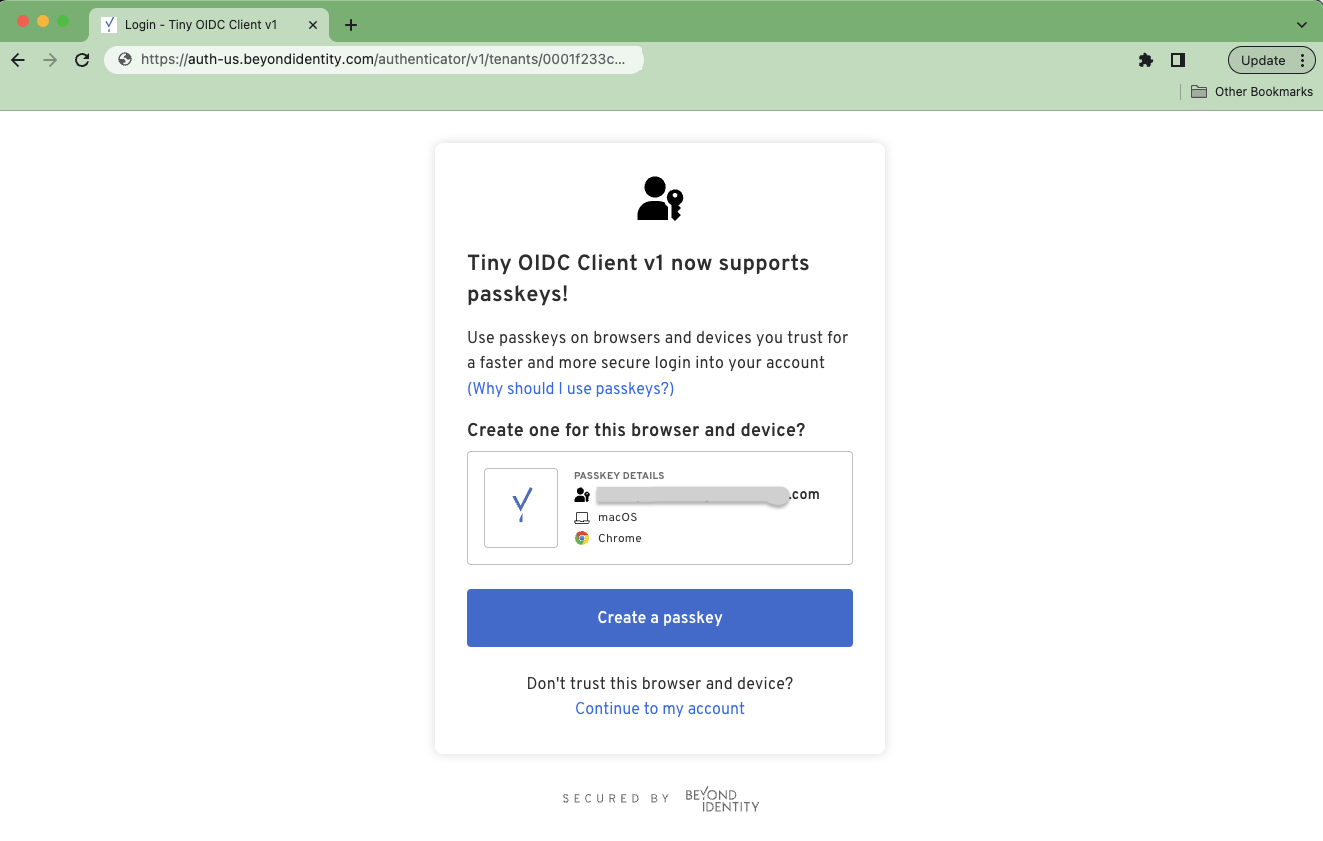 Login - Tiny OIDC Client v1
https://auth-us.beyondidentity.com/authenticator/v1/tenants/0001f233c...
Update
Other Bookmarks
Tiny OIDC Client v1 now supports
passkeys!
Use passkeys on browsers and devices you trust for
a faster and more secure login into your account
(Why should I use passkeys?)
Create one for this browser and device?
PASSKEY DETAILS
.com
macOS
Chrome
Create a passkey
Don't trust this browser and device?
Continue to my account
SECURED BY
BEYOND
IDENTITY